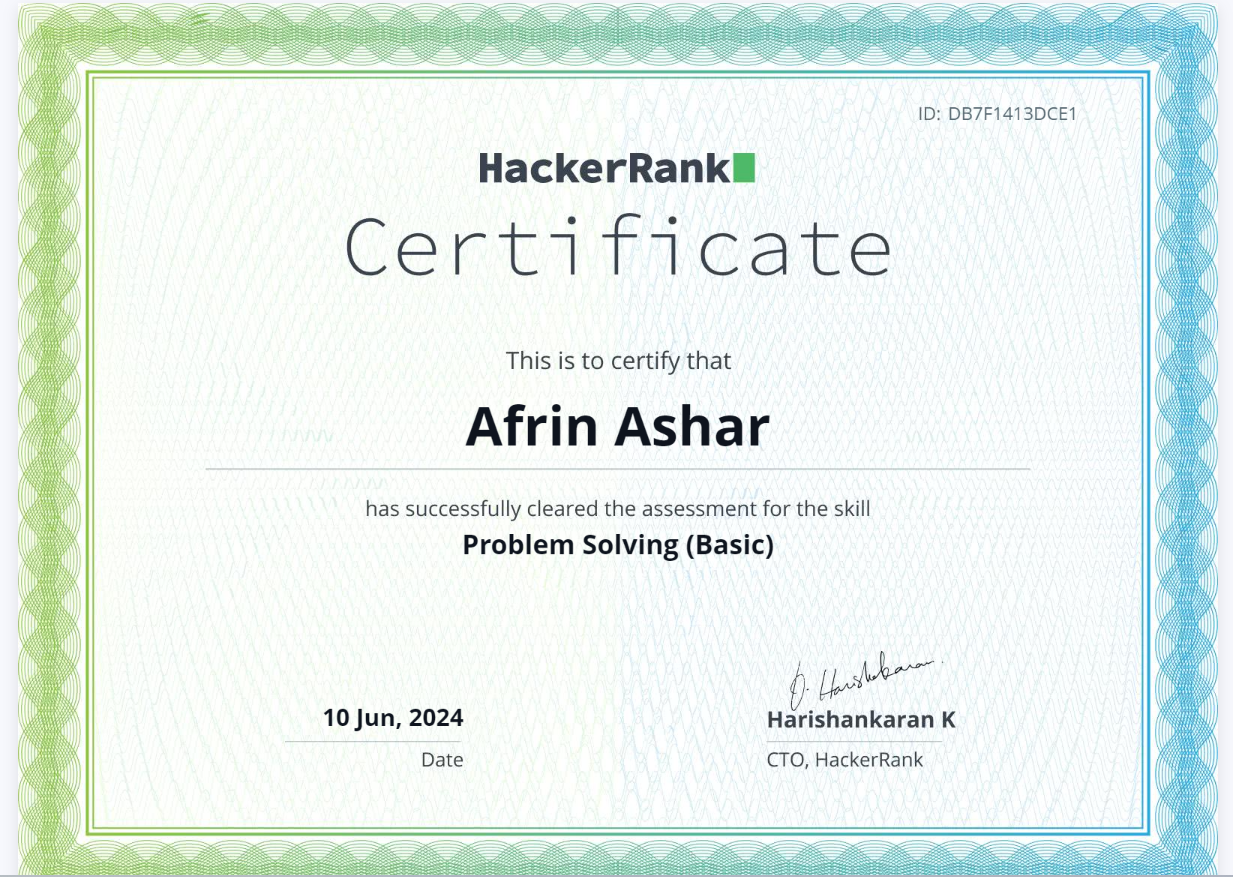 ID: DB7F1413DCE1
HackerRank
Certificate
This is to certify that
Afrin Ashar
has successfully cleared the assessment for the skill
Problem Solving (Basic)
10 Jun, 2024
Date
Harishankaran K
CTO, HackerRank